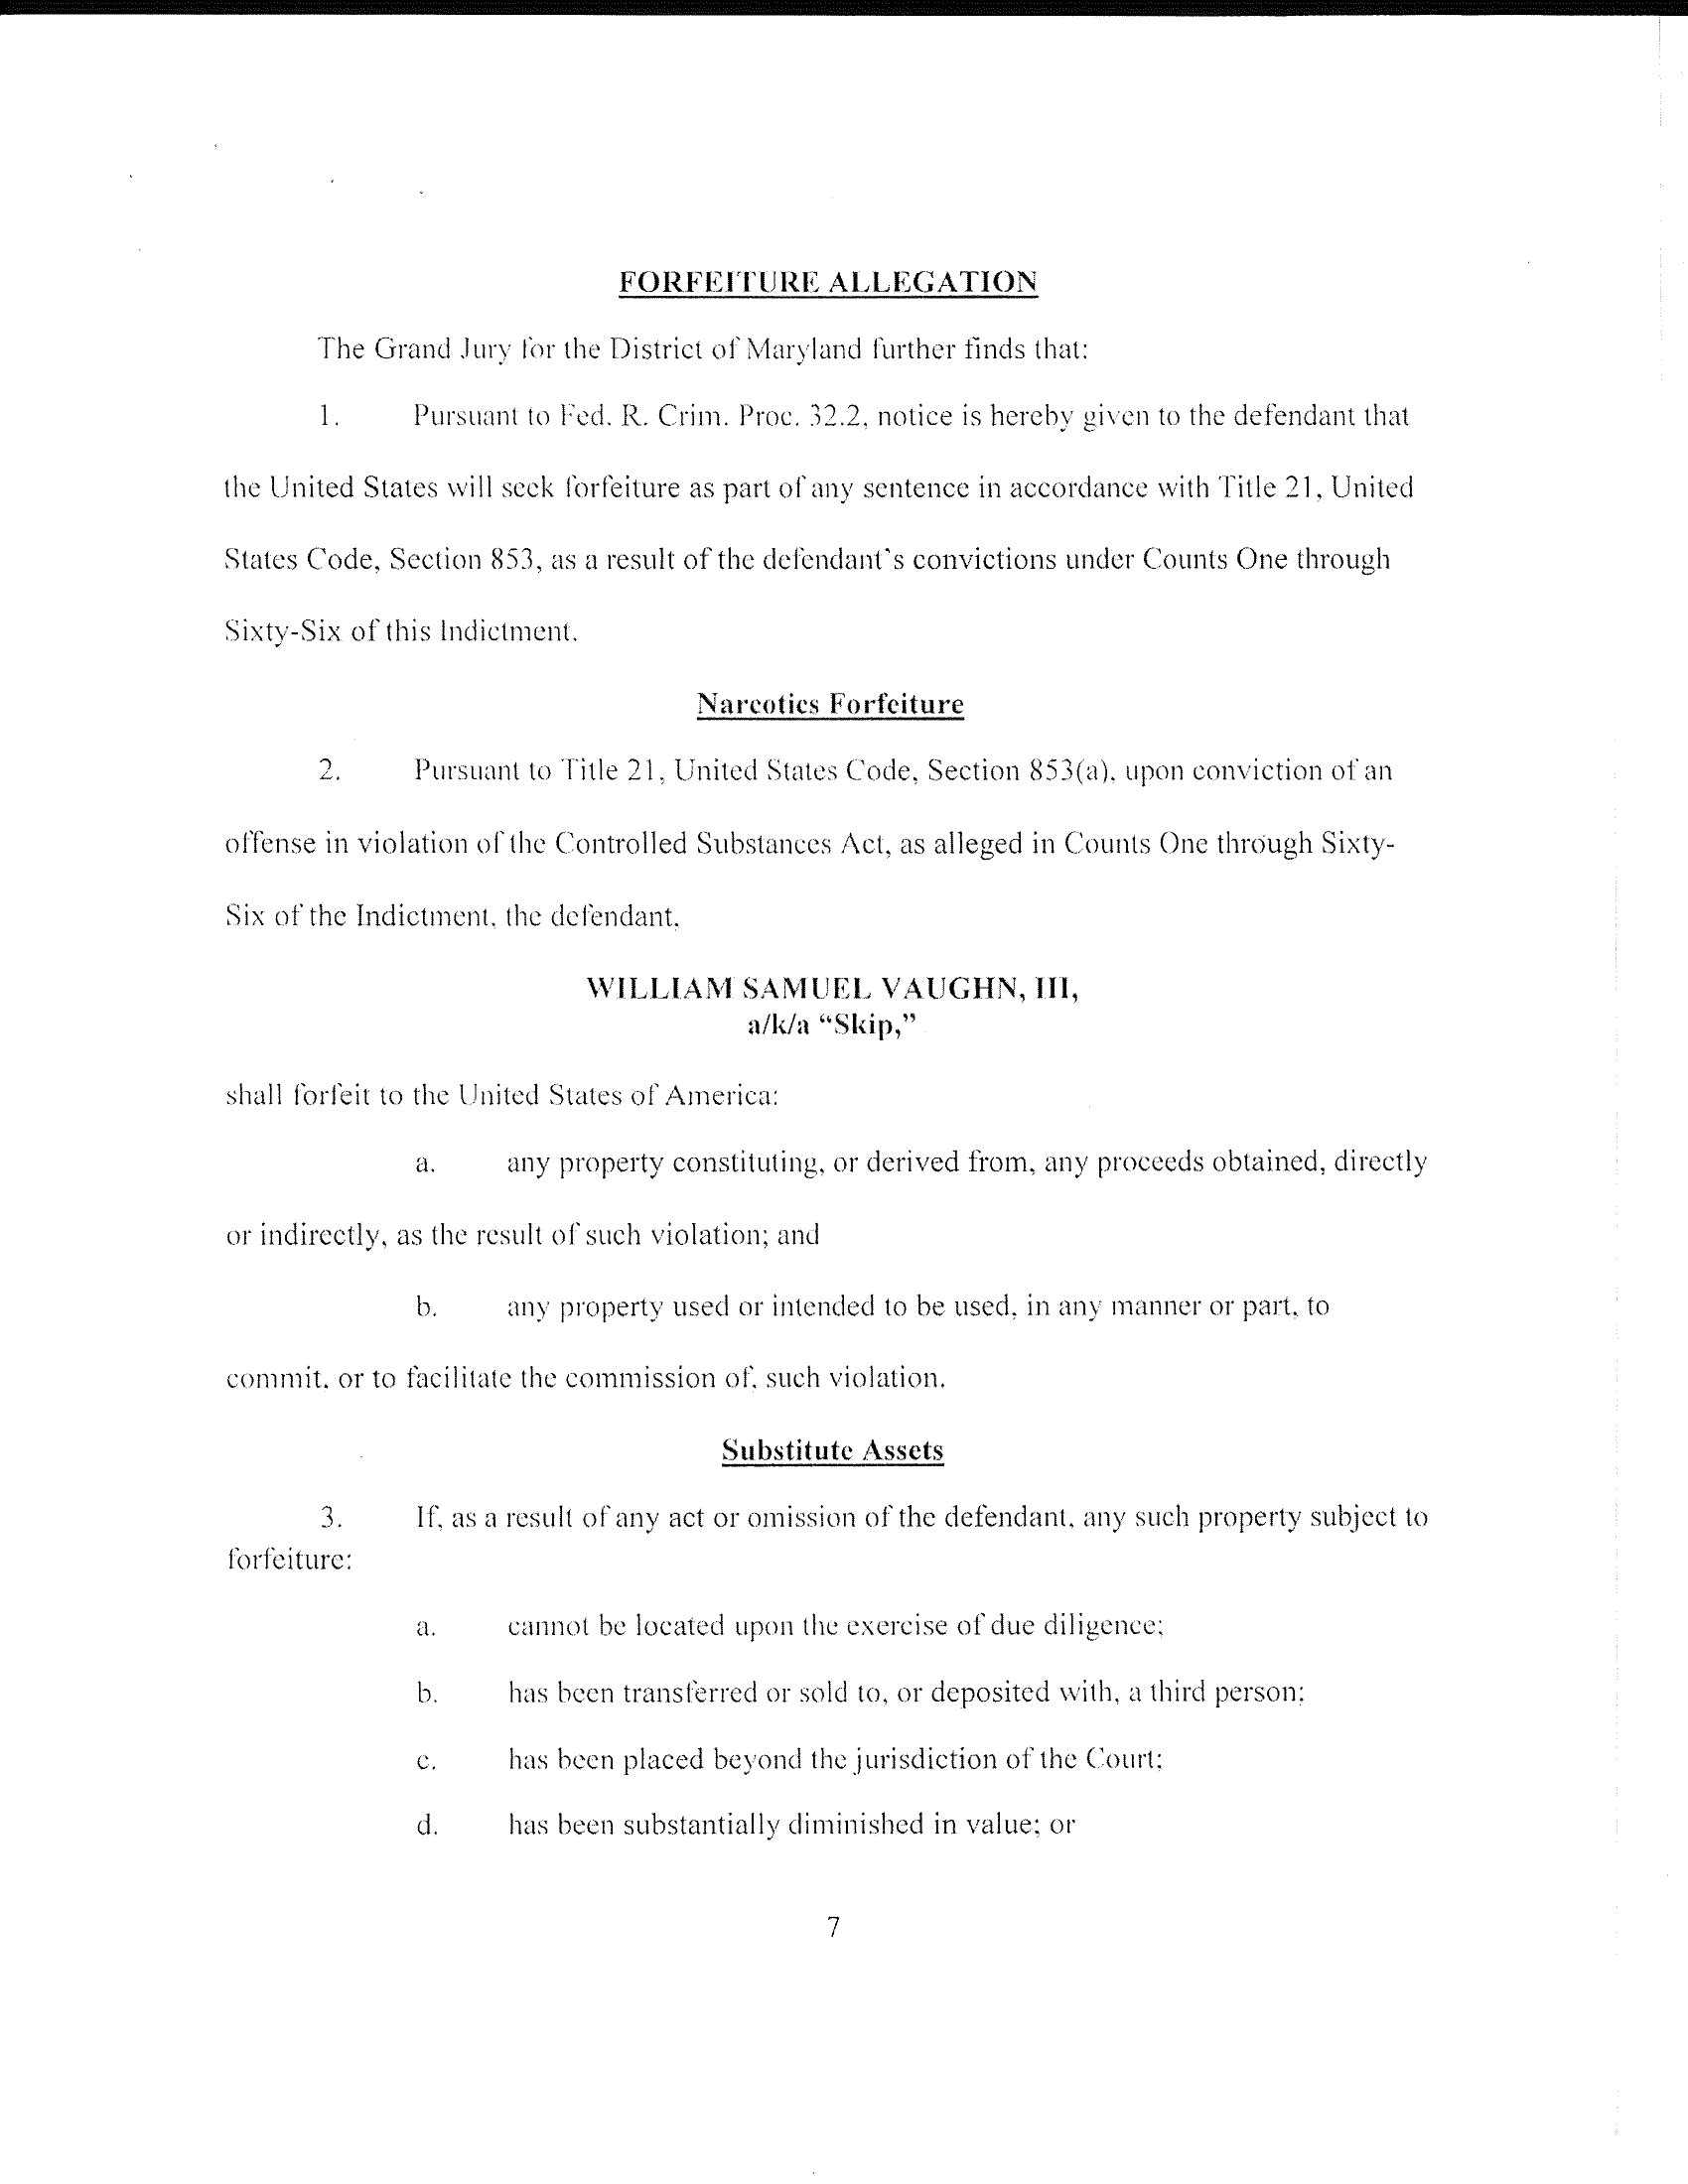 FORFEITURE ALLEGATION
The Grand Jury for the District of Maryland further finds that:
1. Pursuant to Fed. R. Crim. Proc. 32.2, notice is hereby given to the defendant that
the United States will seek forfeiture as part of any sentence in accordance with Title 21, United
States Code, Section 853, as a result of the defendant's convictions under Counts One through
Sixty-Six of this Indictment.
Narcotics Forfeiture
2. Pursuant to Title 21, United States Code, Section 853(a), upon conviction of an
offense in violation of the Controlled Substances Act, as alleged in Counts One through Sixty-
Six of the Indictment, the defendant,
WILLIAM SAMUEL VAUGHN, III,
a/k/a “Skip,”
shall forfeit to the United States of America:
a. any property constituting, or derived from, any proceeds obtained, directly
or indirectly, as the result of such violation; and
b. any property used or intended to be used, in any manner or part, to
commit, or to facilitate the commission of, such violation.
Substitute Assets
3. If, as a result of any act or omission of the defendant, any such property subject to
forfeiture:
a. cannot be located upon the exercise of due diligence;
b. has been transferred or sold to, or deposited with, a third person;
c. has been placed beyond the jurisdiction of the Court;
d. has been substantially diminished in value; or
7